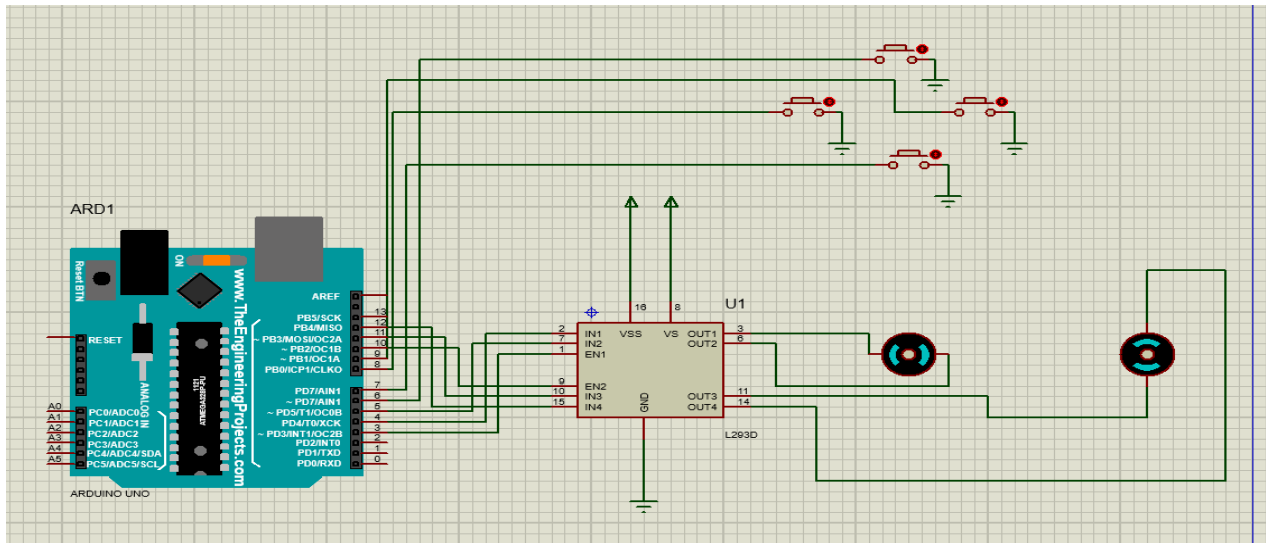 ARD1
ARDUINO UNO
Reset BTN
ON
www.TheEngineeringProjects.com
ANALOG IN
ATMEGA328P-PU
1121
RESET
A0 PC0/ADC0
A1 PC1/ADC1
A2 PC2/ADC2
A3 PC3/ADC3
A4 PC4/ADC4/SDA
A5 PC5/ADC5/SCL
AREF
PB5/SCK 13
PB4/MISO 12
~ PB3/MOSI/OC2A 11
~ PB2/OC1B 10
~ PB1/OC1A 9
PB0/ICP1/CLKO 8
PD7/AIN1 7
~ PD7/AIN1 6
~ PD5/T1/OC0B 5
PD4/T0/XCK 4
~ PD3/INT1/OC2B 3
PD2/INT0 2
PD1/TXD 1
PD0/RXD 0
U1
16 8
VSS VS
2 IN1 OUT1 3
7 IN2 OUT2 6
1 EN1
9 EN2
10 IN3 OUT3 11
15 IN4 OUT4 14
GND
L293D